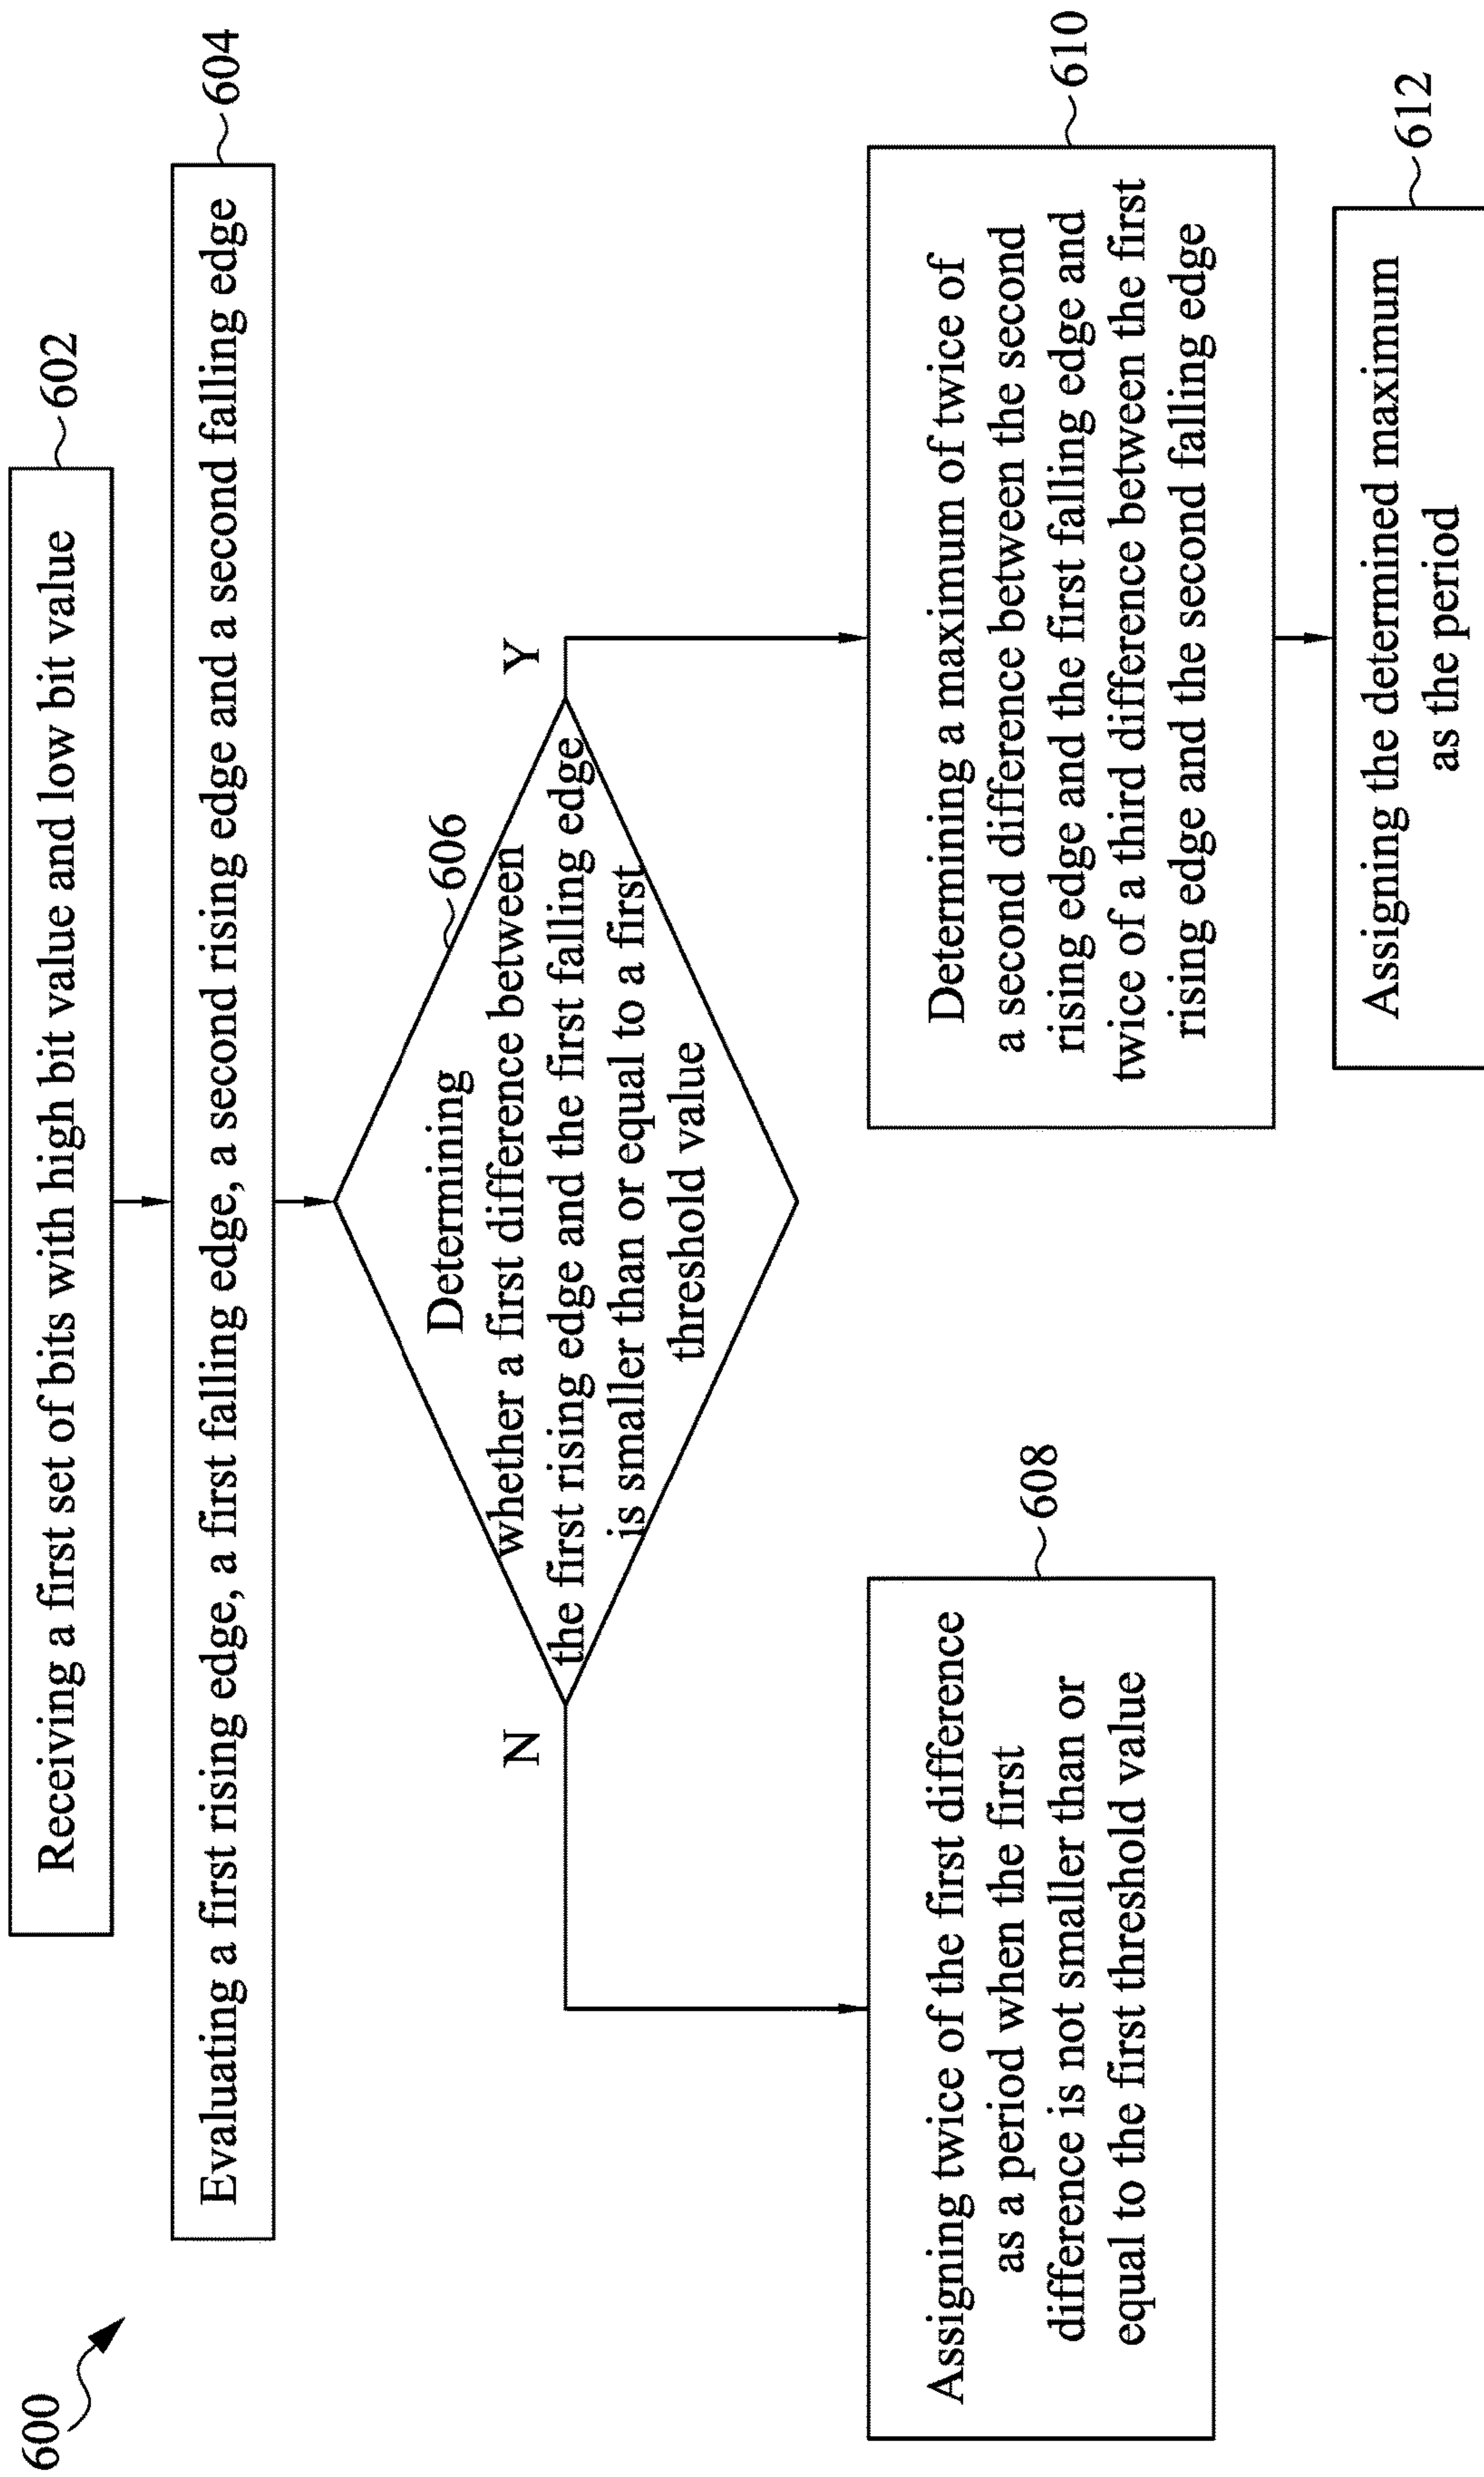 600
602
Receiving a first set of bits with high bit value and low bit value
604
Evaluating a first rising edge, a first falling edge, a second rising edge and a second falling edge
606
Determining
whether a first difference between
the first rising edge and the first falling edge
is smaller than or equal to a first
threshold value
N
Y
608
Assigning twice of the first difference
as a period when the first
difference is not smaller than or
equal to the first threshold value
610
Determining a maximum of twice of
a second difference between the second
rising edge and the first falling edge and
twice of a third difference between the first
rising edge and the second falling edge
612
Assigning the determined maximum
as the period